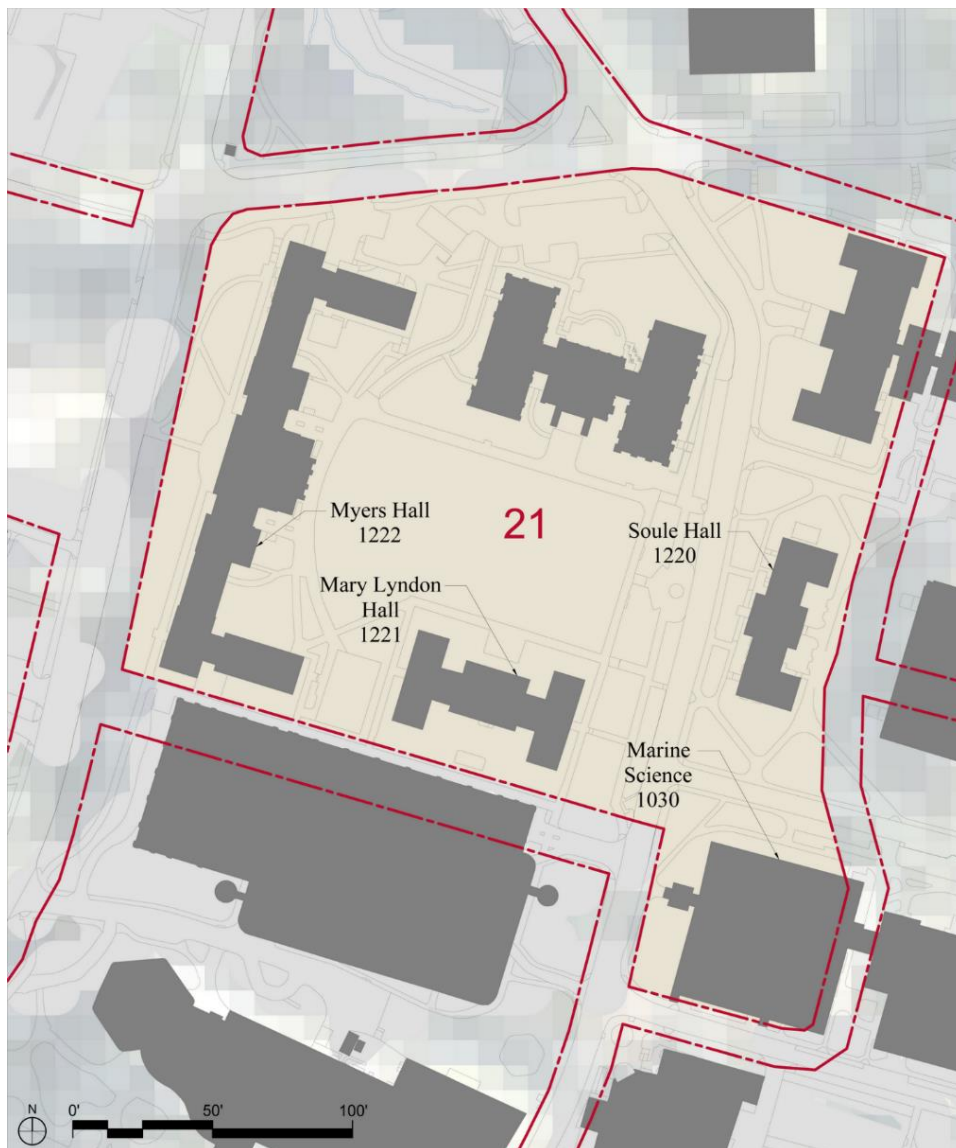 Myers Hall
1222
21
Soule Hall
1220
Mary Lyndon
Hall
1221
Marine
Science
1030
N
0'
50'
100'